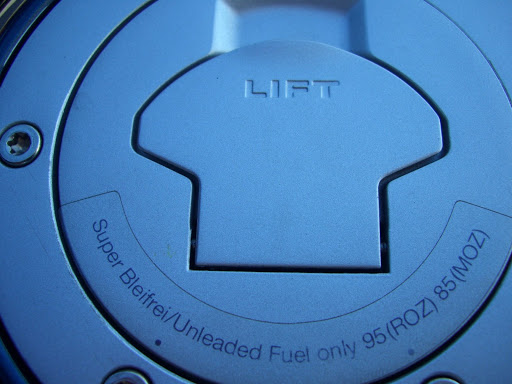 LIFT
Super Bleifrei/Unleaded Fuel only 95(ROZ) 85(MOZ)